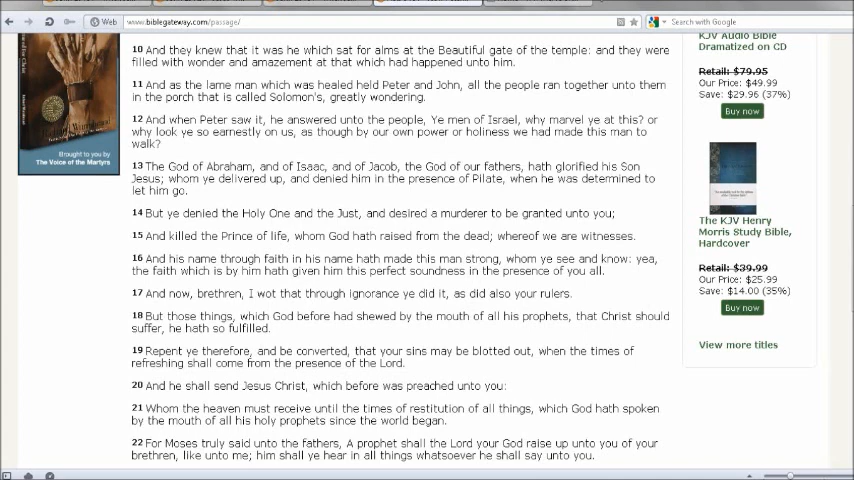 Web
www.biblegateway.com/passage/
Search with Google
Brought to you by
The Voice of the Martyrs
10 And they knew that it was he which sat for alms at the Beautiful gate of the temple: and they were
filled with wonder and amazement at that which had happened unto him.
11 And as the lame man which was healed held Peter and John, all the people ran together unto them
in the porch that is called Solomon's, greatly wondering.
12 And when Peter saw it, he answered unto the people, Ye men of Israel, why marvel ye at this? or
why look ye so earnestly on us, as though by our own power or holiness we had made this man to
walk?
13 The God of Abraham, and of Isaac, and of Jacob, the God of our fathers, hath glorified his Son
Jesus; whom ye delivered up, and denied him in the presence of Pilate, when he was determined to
let him go.
14 But ye denied the Holy One and the Just, and desired a murderer to be granted unto you;
15 And killed the Prince of life, whom God hath raised from the dead; whereof we are witnesses.
16 And his name through faith in his name hath made this man strong, whom ye see and know: yea,
the faith which is by him hath given him this perfect soundness in the presence of you all.
17 And now, brethren, I wot that through ignorance ye did it, as did also your rulers.
18 But those things, which God before had shewed by the mouth of all his prophets, that Christ should
suffer, he hath so fulfilled.
19 Repent ye therefore, and be converted, that your sins may be blotted out, when the times of
refreshing shall come from the presence of the Lord.
20 And he shall send Jesus Christ, which before was preached unto you:
21 Whom the heaven must receive until the times of restitution of all things, which God hath spoken
by the mouth of all his holy prophets since the world began.
22 For Moses truly said unto the fathers, A prophet shall the Lord your God raise up unto you of your
brethren, like unto me; him shall ye hear in all things whatsoever he shall say unto you.
KJV Audio Bible
Dramatized on CD
Retail: $79.95
Our Price: $49.99
Save: $29.96 (37%)
Buy now
The KJV Henry
Morris Study Bible,
Hardcover
Retail: $39.99
Our Price: $25.99
Save: $14.00 (35%)
Buy now
View more titles